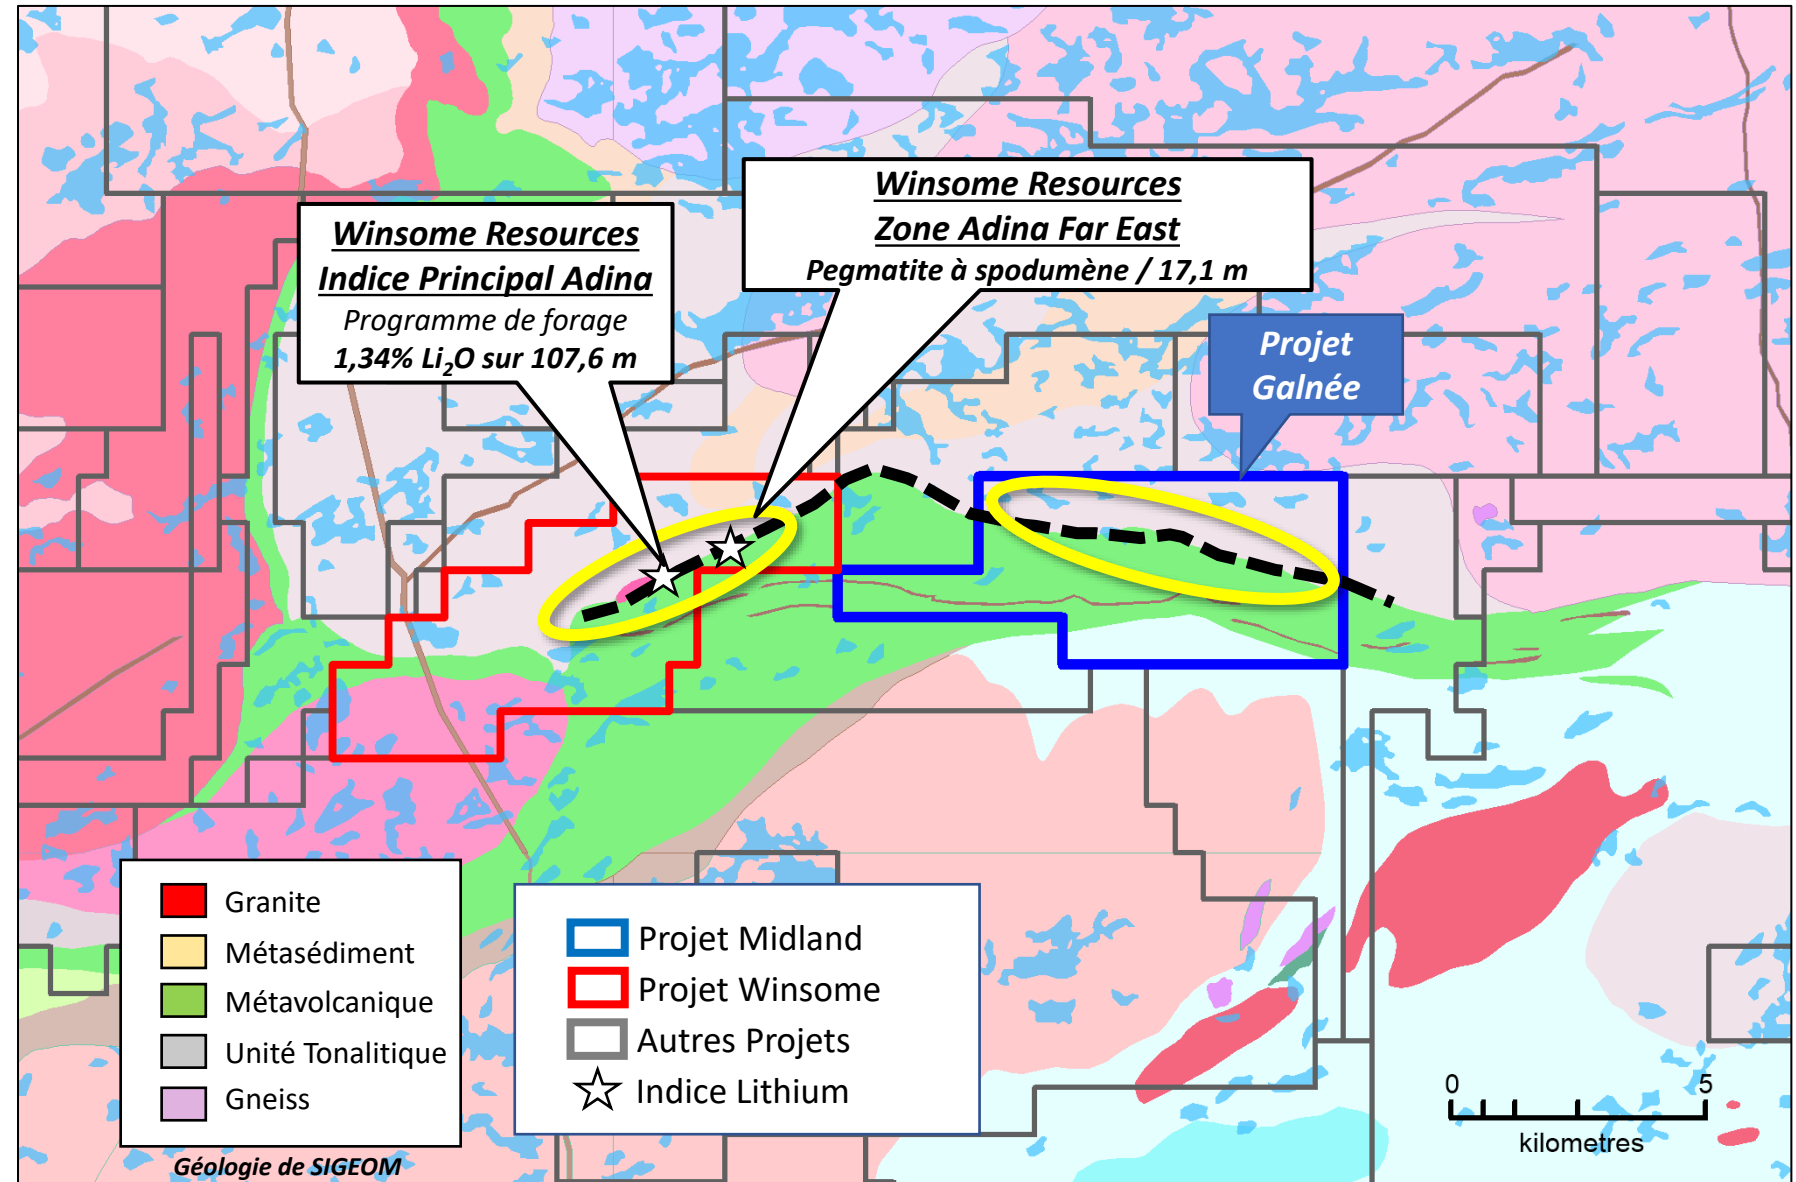 Winsome Resources
Indice Principal Adina
Programme de forage
1,34% Li₂O sur 107,6 m
Winsome Resources
Zone Adina Far East
Pegmatite à spodumène / 17,1 m
Projet
Galnée
Granite
Métasédiment
Métavolcanique
Unité Tonalitique
Gneiss
Géologie de SIGEOM
Projet Midland
Projet Winsome
Autres Projets
Indice Lithium
0 5
kilometres